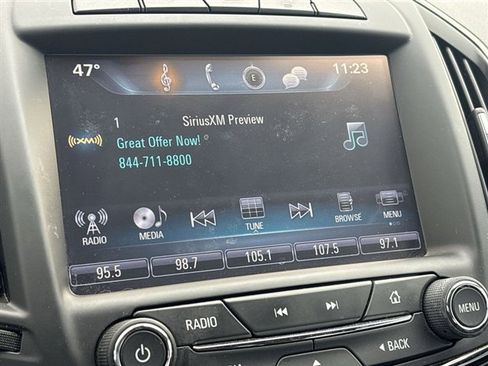 47°
E
11:23
1
SiriusXM Preview
((XM))
Great Offer Now!
844-711-8800
RADIO
MEDIA
TUNE
BROWSE
MENU
95.5
98.7
105.1
107.5
97.1
RADIO
MENU
BACK